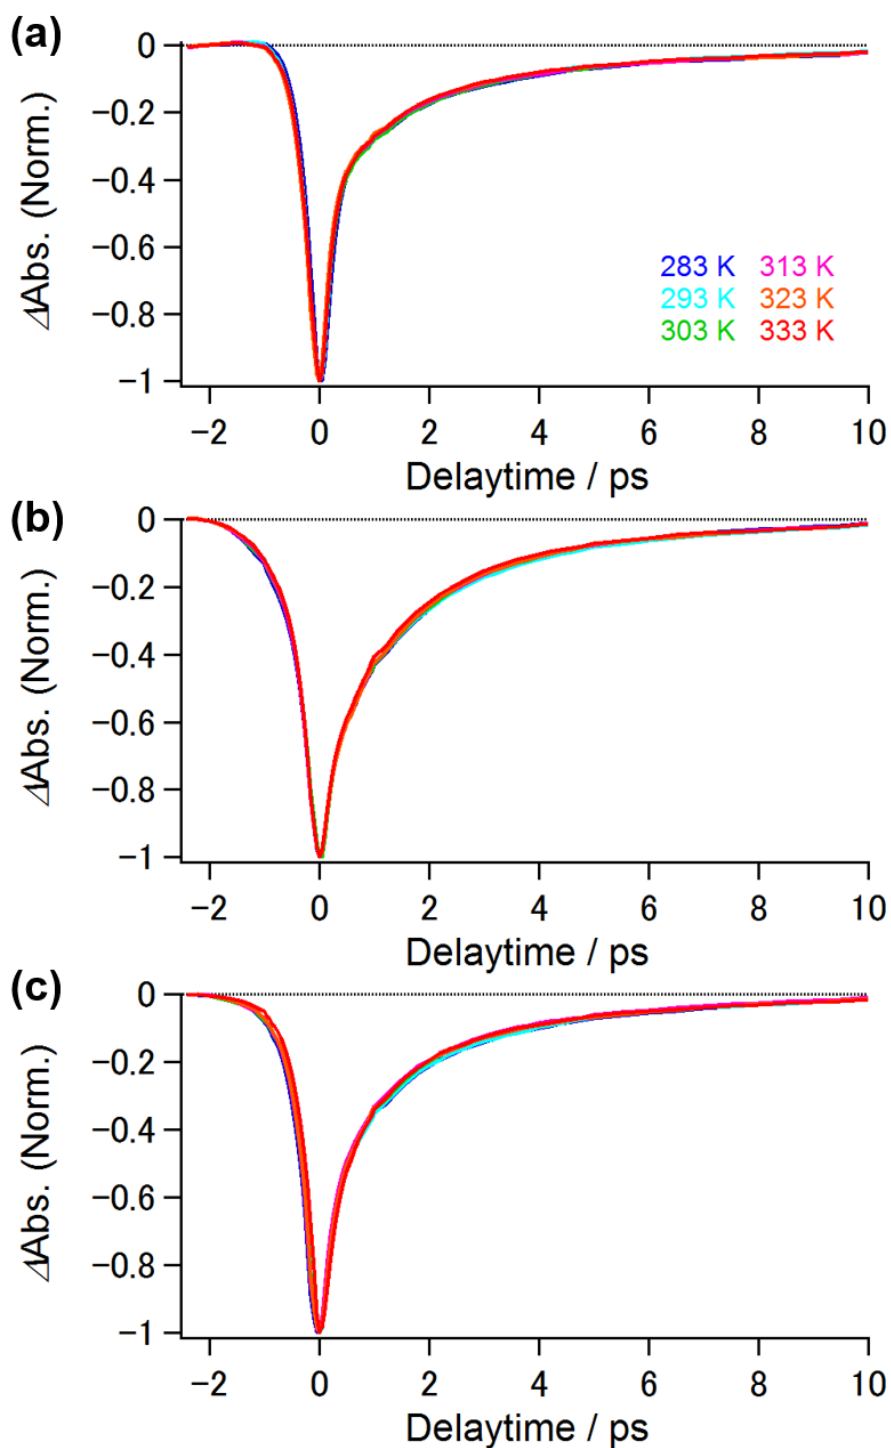 (a)
ΔAbs. (Norm.)
0
−0.2
−0.4
−0.6
−0.8
−1
283 K 313 K
293 K 323 K
303 K 333 K
−2 0 2 4 6 8 10
Delaytime / ps
(b)
ΔAbs. (Norm.)
0
−0.2
−0.4
−0.6
−0.8
−1
−2 0 2 4 6 8 10
Delaytime / ps
(c)
ΔAbs. (Norm.)
0
−0.2
−0.4
−0.6
−0.8
−1
−2 0 2 4 6 8 10
Delaytime / ps